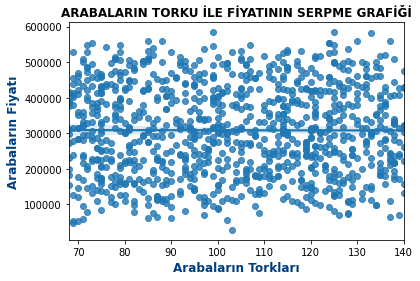 ARABALARIN TORKU İLE FİYATININ SERPME GRAFİĞİ
600000
500000
400000
300000
200000
100000
Arabaların Fiyatı
70 80 90 100 110 120 130 140
Arabaların Torkları